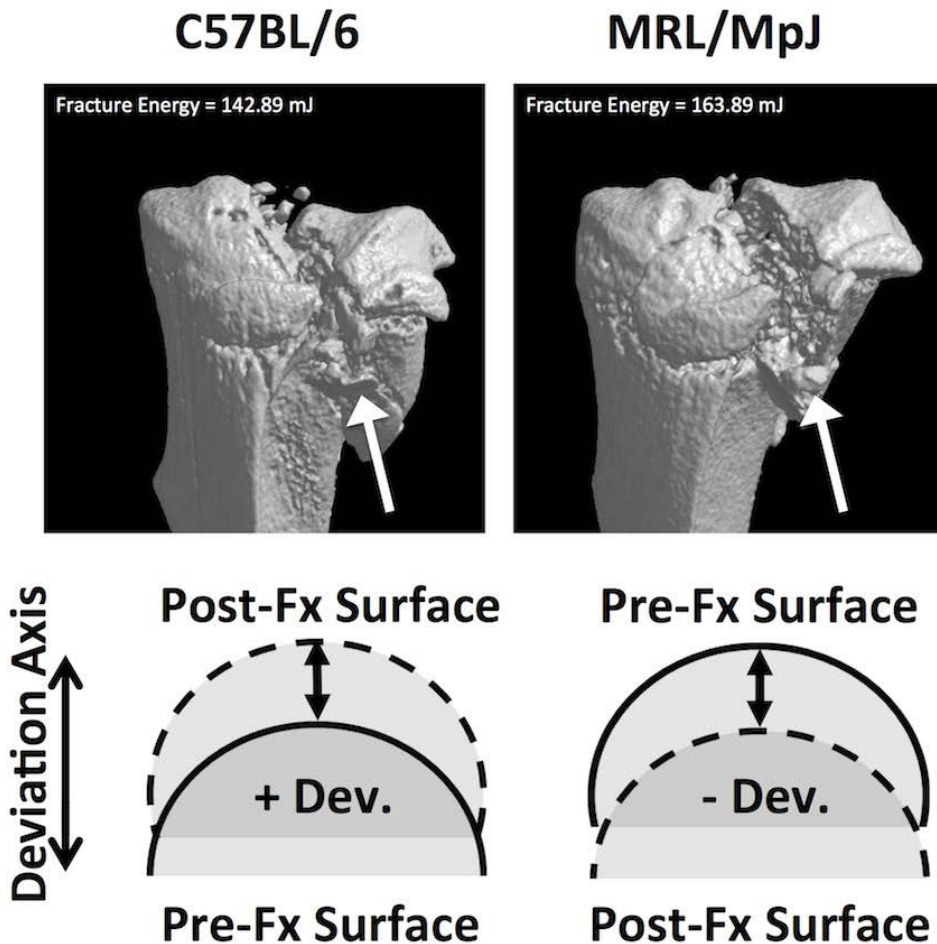 C57BL/6
MRL/MpJ
Fracture Energy = 142.89 mJ
Fracture Energy = 163.89 mJ
Deviation Axis
Post-Fx Surface
+ Dev.
Pre-Fx Surface
Pre-Fx Surface
- Dev.
Post-Fx Surface